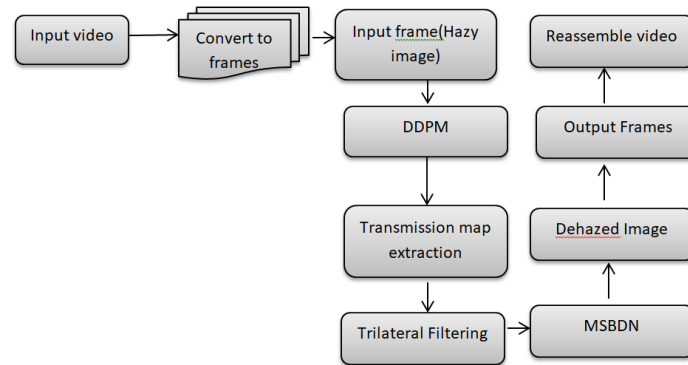 Input video
Convert to
frames
Input frame(Hazy
image)
DDPM
Transmission map
extraction
Trilateral Filtering
MSBDN
Dehazed Image
Output Frames
Reassemble video